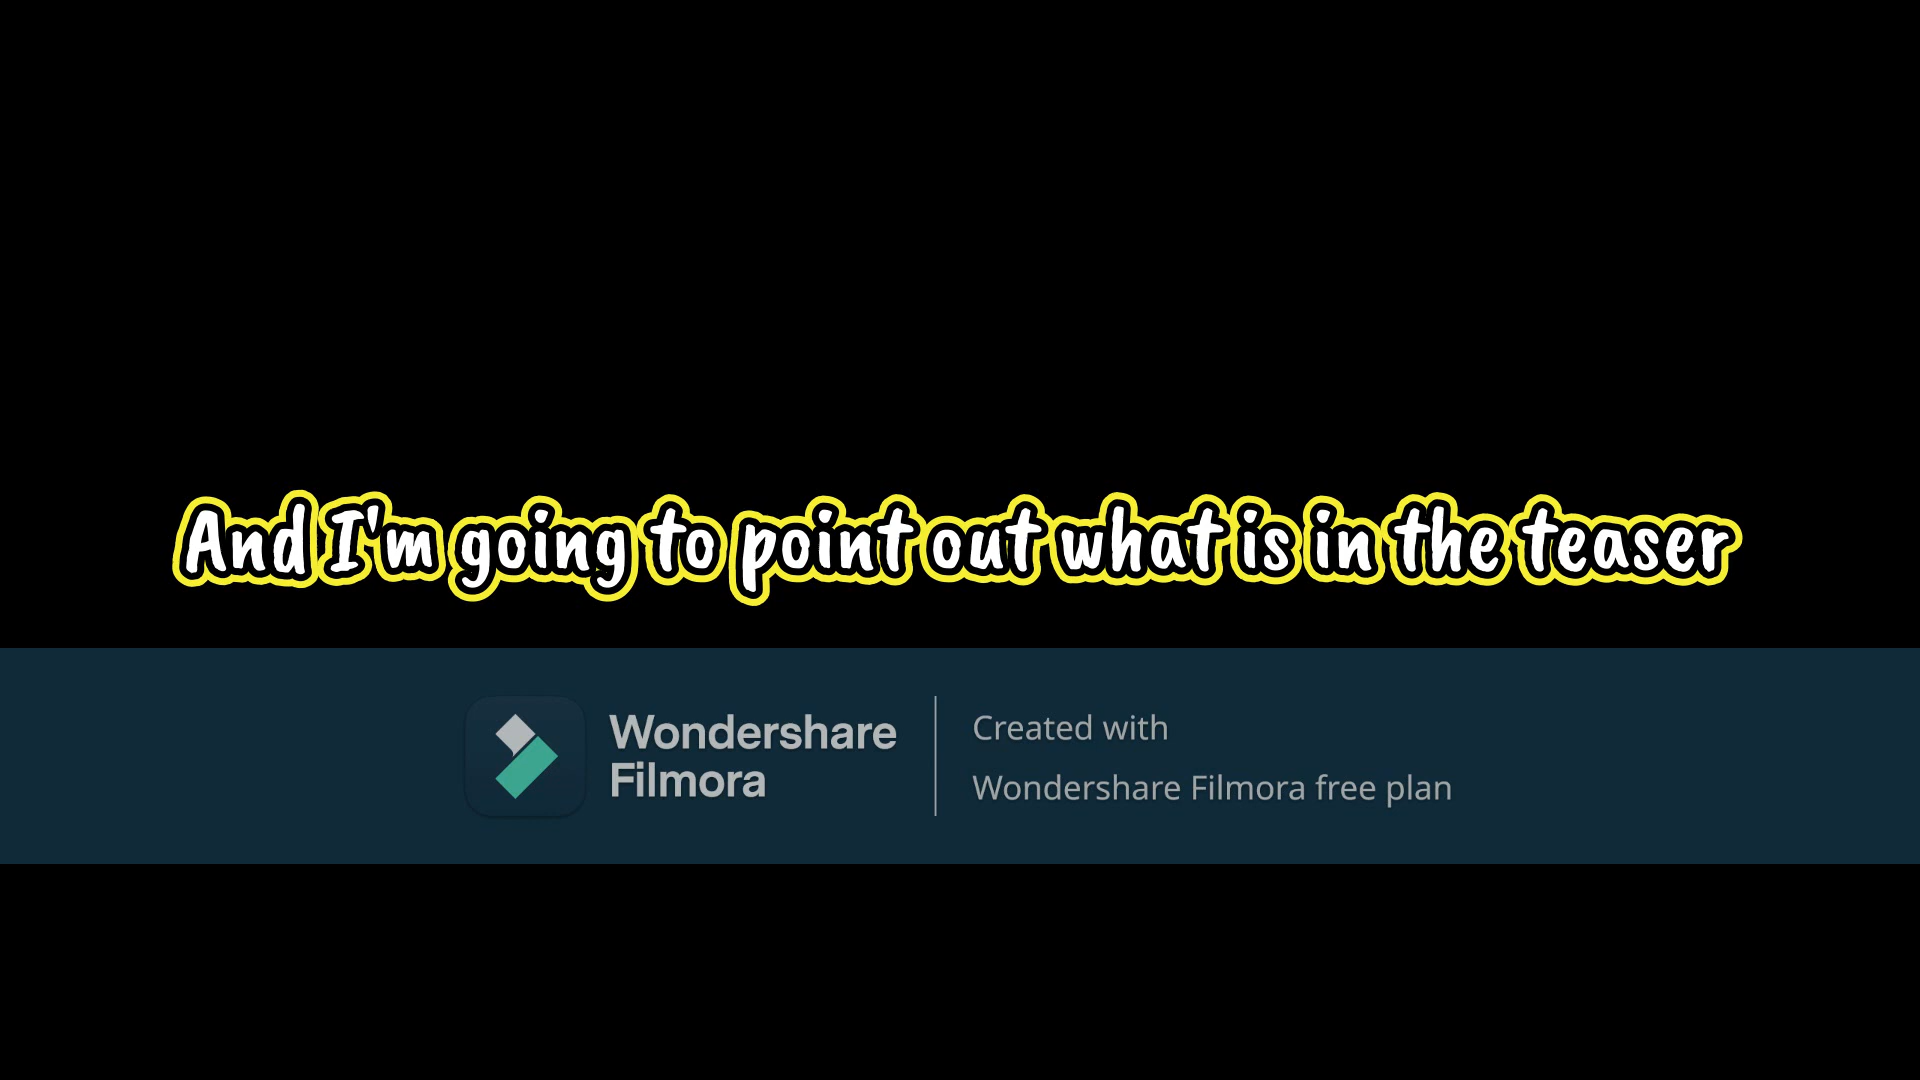 And I'm going to point out what is in the teaser
Wondershare
Filmora
Created with
Wondershare Filmora free plan